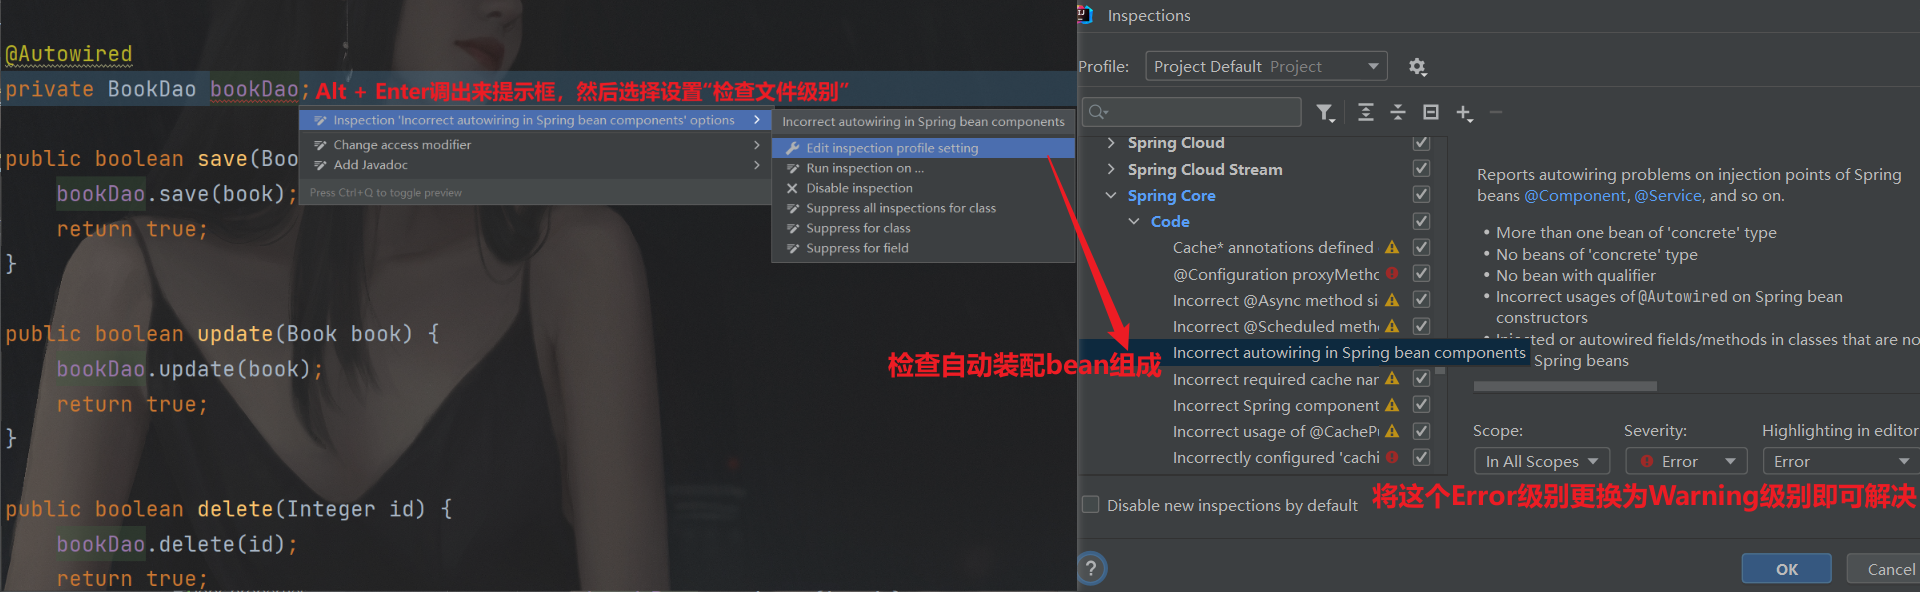 @Autowired
private BookDao bookDao;
Alt + Enter调出来提示框，然后选择设置“检查文件级别”
Inspection 'Incorrect autowiring in Spring bean components' options
Change access modifier
Add Javadoc
Press Ctrl+Q to toggle preview
Incorrect autowiring in Spring bean components
Edit inspection profile setting
Run inspection on ...
Disable inspection
Suppress all inspections for class
Suppress for class
Suppress for field
public boolean save(Boo
bookDao.save(book);
return true;
}
public boolean update(Book book) {
bookDao.update(book);
return true;
}
public boolean delete(Integer id) {
bookDao.delete(id);
return true;
检查自动装配bean组成
Inspections
Profile:
Project Default Project
Spring Cloud
Spring Cloud Stream
Spring Core
Code
Cache* annotations defined
@Configuration proxyMetho
Incorrect @Async method si
Incorrect @Scheduled metho
Incorrect autowiring in Spring bean components
Incorrect required cache nar
Incorrect Spring component
Incorrect usage of @CachePu
Incorrectly configured 'cachi
Disable new inspections by default
Reports autowiring problems on injection points of Spring
beans @Component, @Service, and so on.
• More than one bean of 'concrete' type
• No beans of 'concrete' type
• No bean with qualifier
• Incorrect usages of @Autowired on Spring bean
constructors
• Injected or autowired fields/methods in classes that are no
Spring beans
Scope:
In All Scopes
Severity:
Error
Highlighting in editor
Error
将这个Error级别更换为Warning级别即可解决
?
OK
Cancel